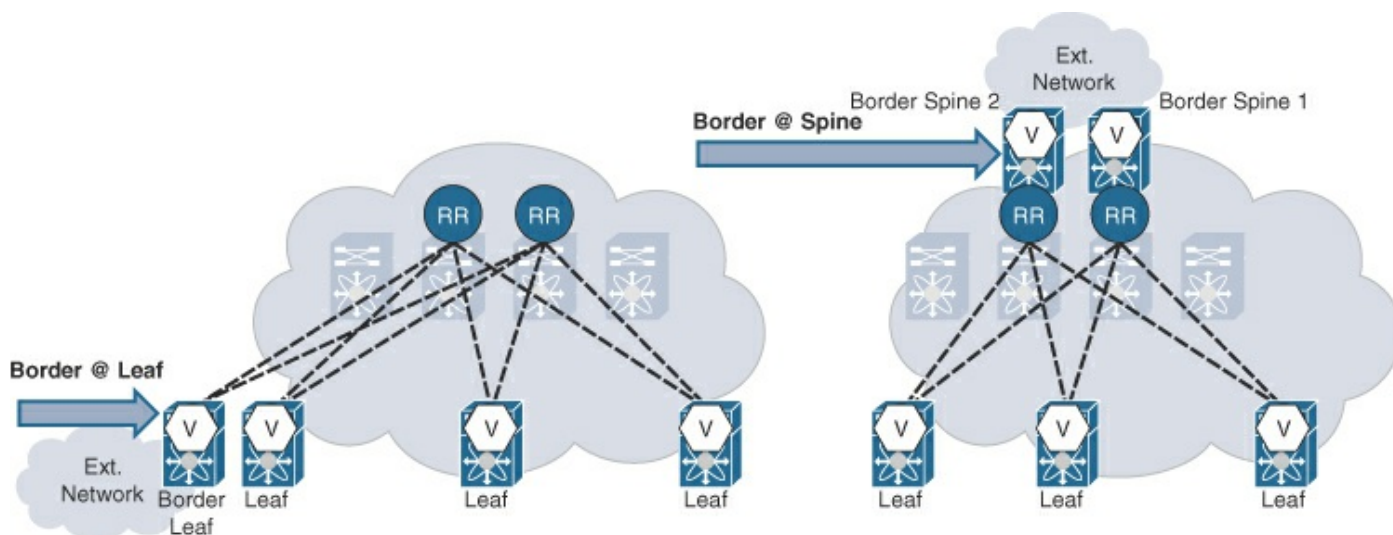 Ext.
Network
Border Spine 2
Border Spine 1
Border @ Spine
V
V
RR
RR
RR
RR
Border @ Leaf
V
V
V
V
V
V
V
Ext.
Network
Border
Leaf
Leaf
Leaf
Leaf
Leaf
Leaf
Leaf